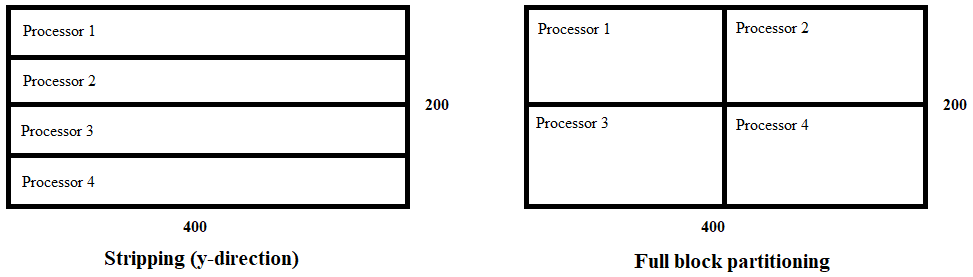 Processor 1
Processor 2
Processor 3
Processor 4
200
400
Stripping (y-direction)
Processor 1
Processor 2
Processor 3
Processor 4
200
400
Full block partitioning